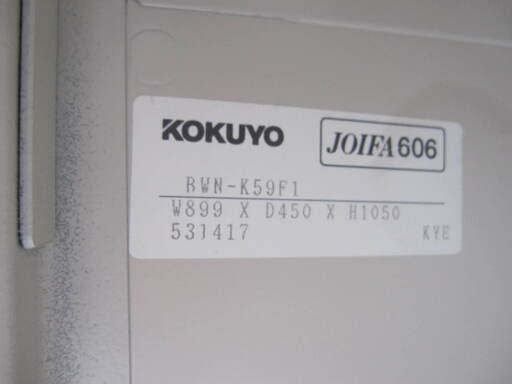 KOKUYO JOIFA 606
BWN-K59F1
W899 X D450 X H1050
531417 KYE